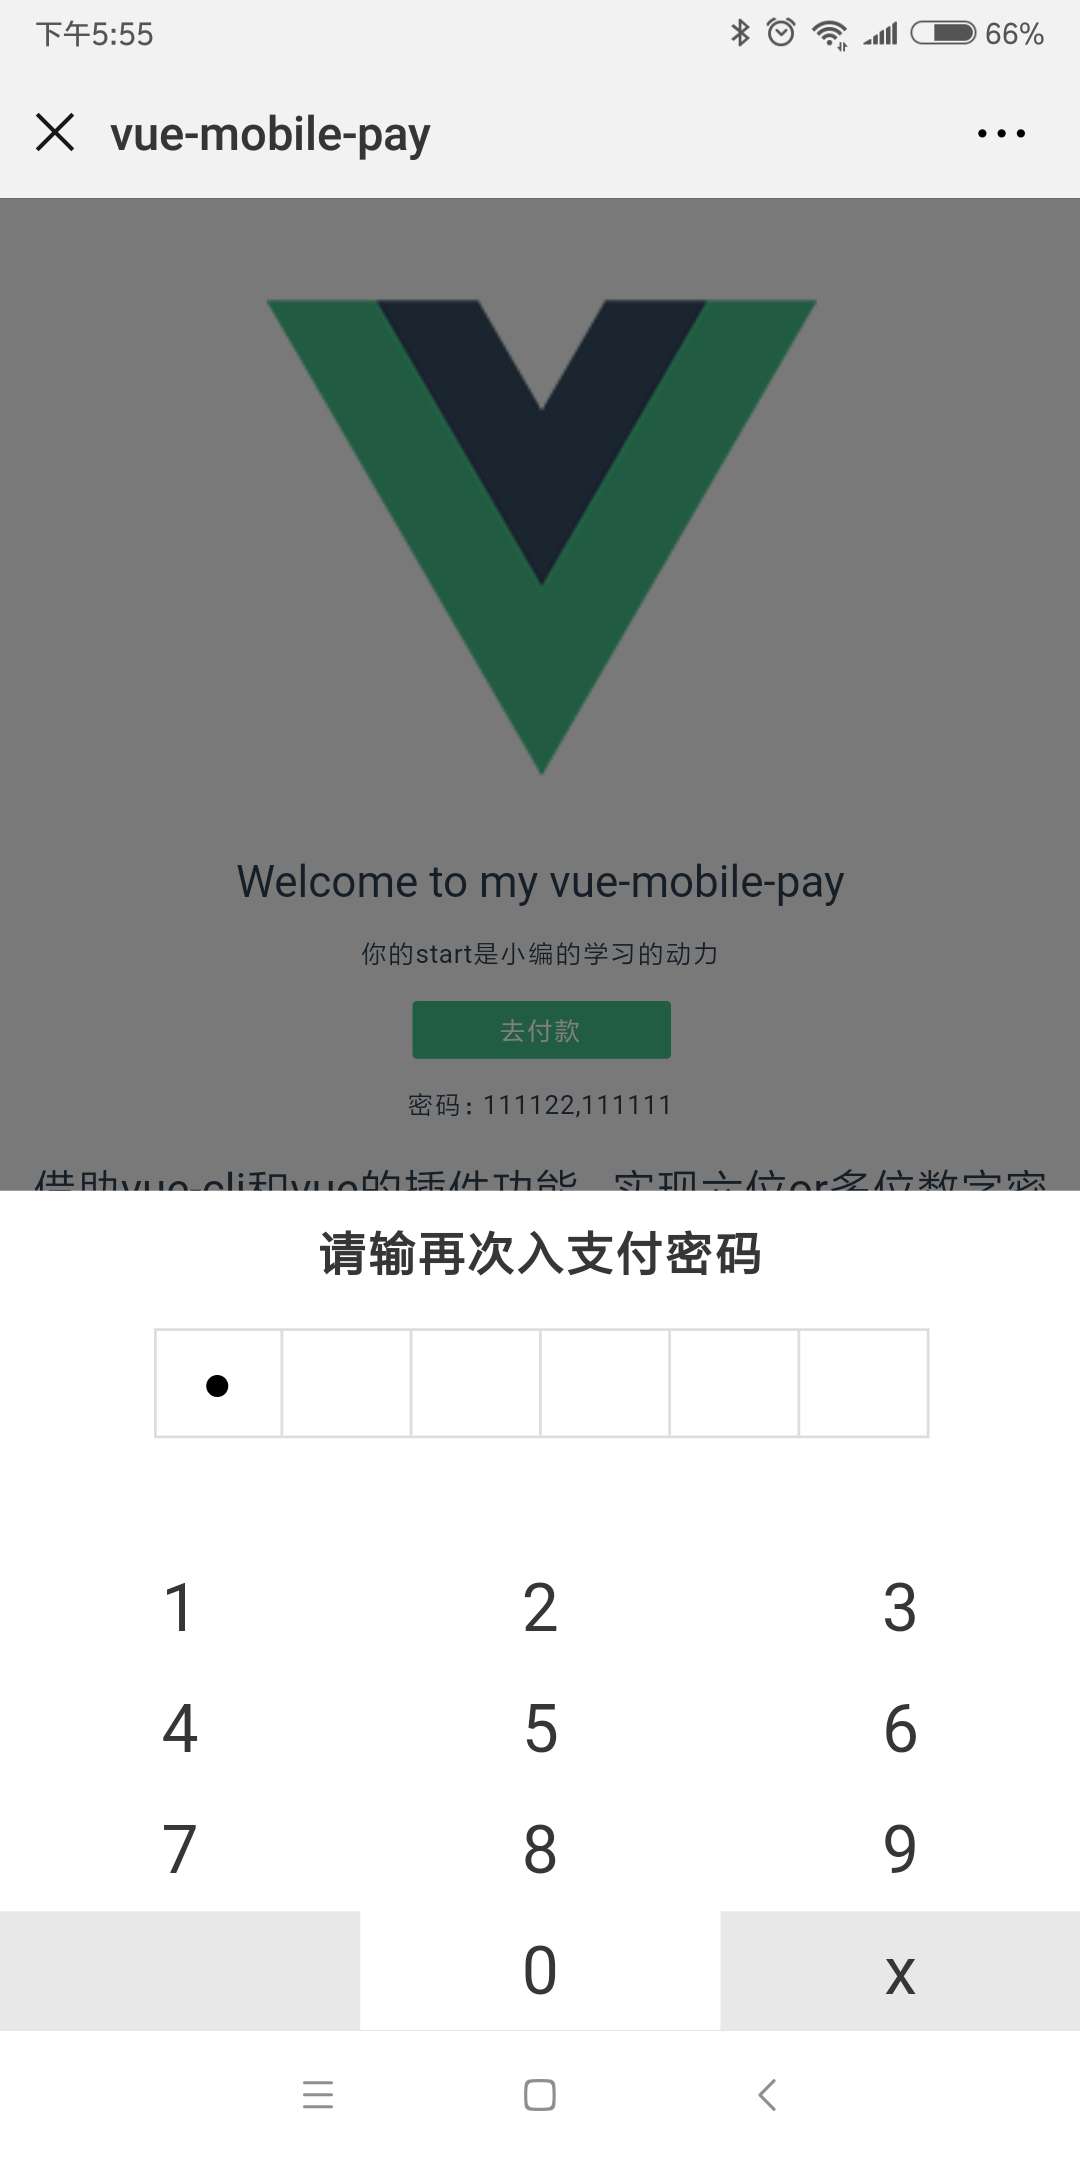 下午5:55
66%
vue-mobile-pay
Welcome to my vue-mobile-pay
你的start是小编的学习的动力
去付款
密码：111122,111111
借助vue-cli和vue的插件功能，实现六位or多位数字密
请输再次入支付密码
1 2 3
4 5 6
7 8 9
0 x